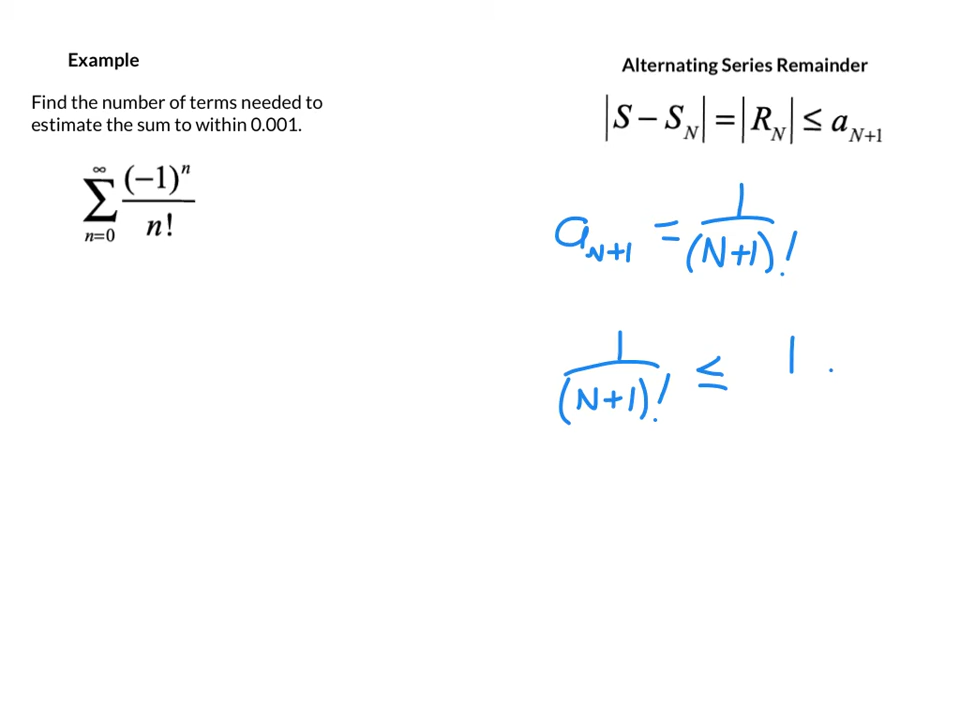 Example
Find the number of terms needed to
estimate the sum to within 0.001.
∞
∑ (−1)ⁿ / n!
n=0
Alternating Series Remainder
|S − S_N| = |R_N| ≤ a_{N+1}
a_{N+1} = 1 / (N+1)!
1 / (N+1)! ≤ 1 .